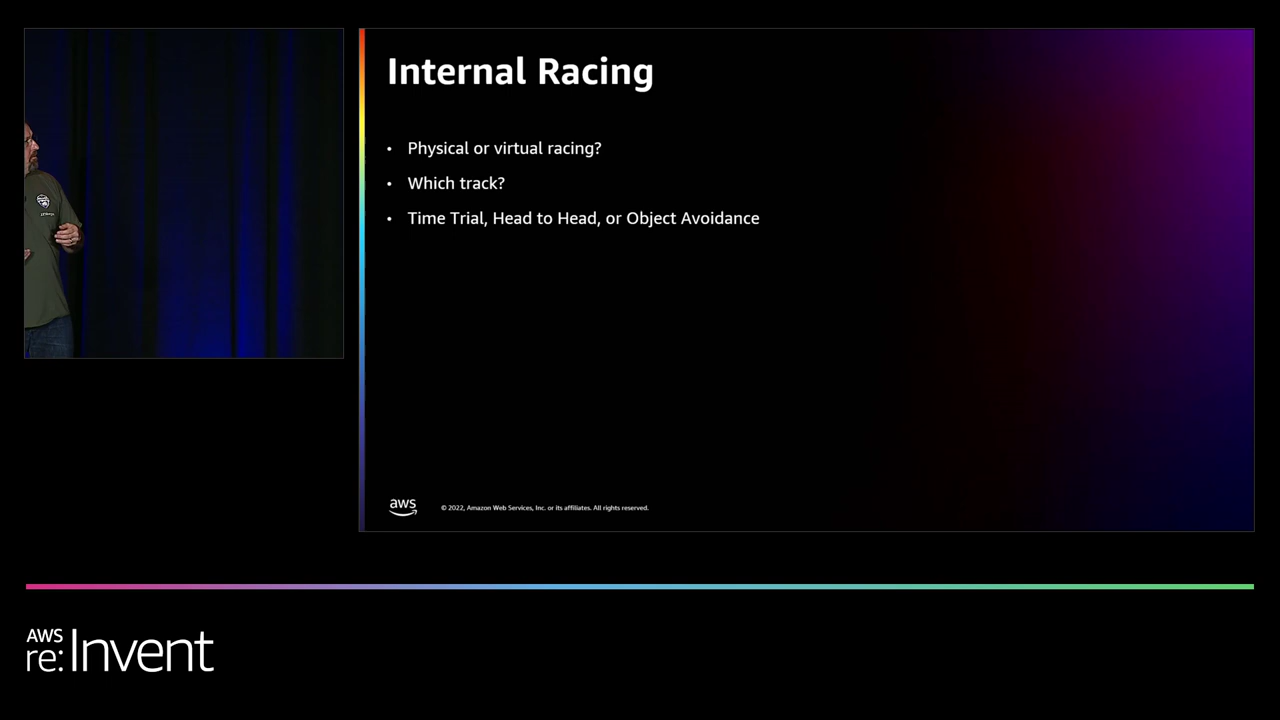 Internal Racing
• Physical or virtual racing?
• Which track?
• Time Trial, Head to Head, or Object Avoidance
aws
© 2022, Amazon Web Services, Inc. or its affiliates. All rights reserved.
AWS
re:Invent